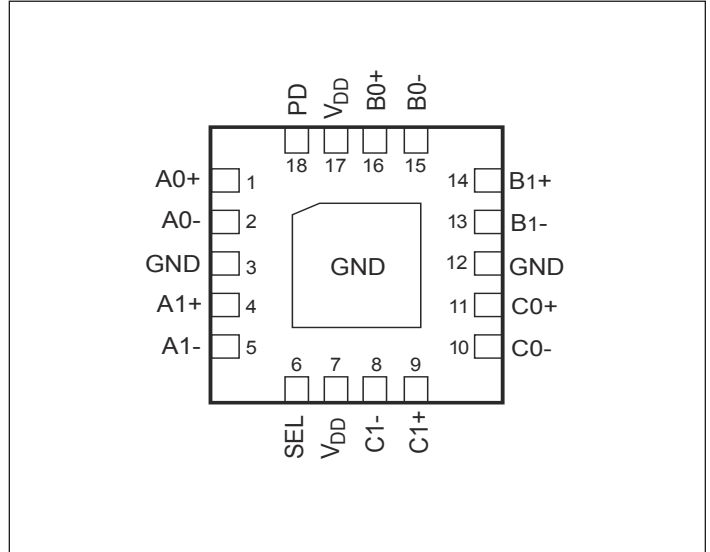 PD VDD B0+ B0-
18 17 16 15
A0+ 1
A0- 2
GND 3
A1+ 4
A1- 5
GND
14 B1+
13 B1-
12 GND
11 C0+
10 C0-
6 7 8 9
SEL VDD C1- C1+